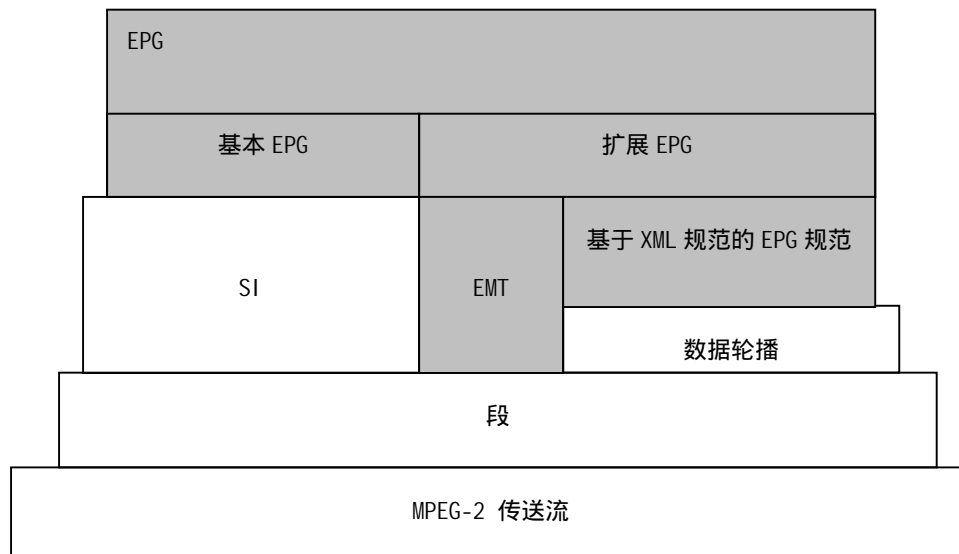 EPG
基本 EPG
扩展 EPG
基于 XML 规范的 EPG 规范
SI
EMT
数据轮播
段
MPEG-2 传送流